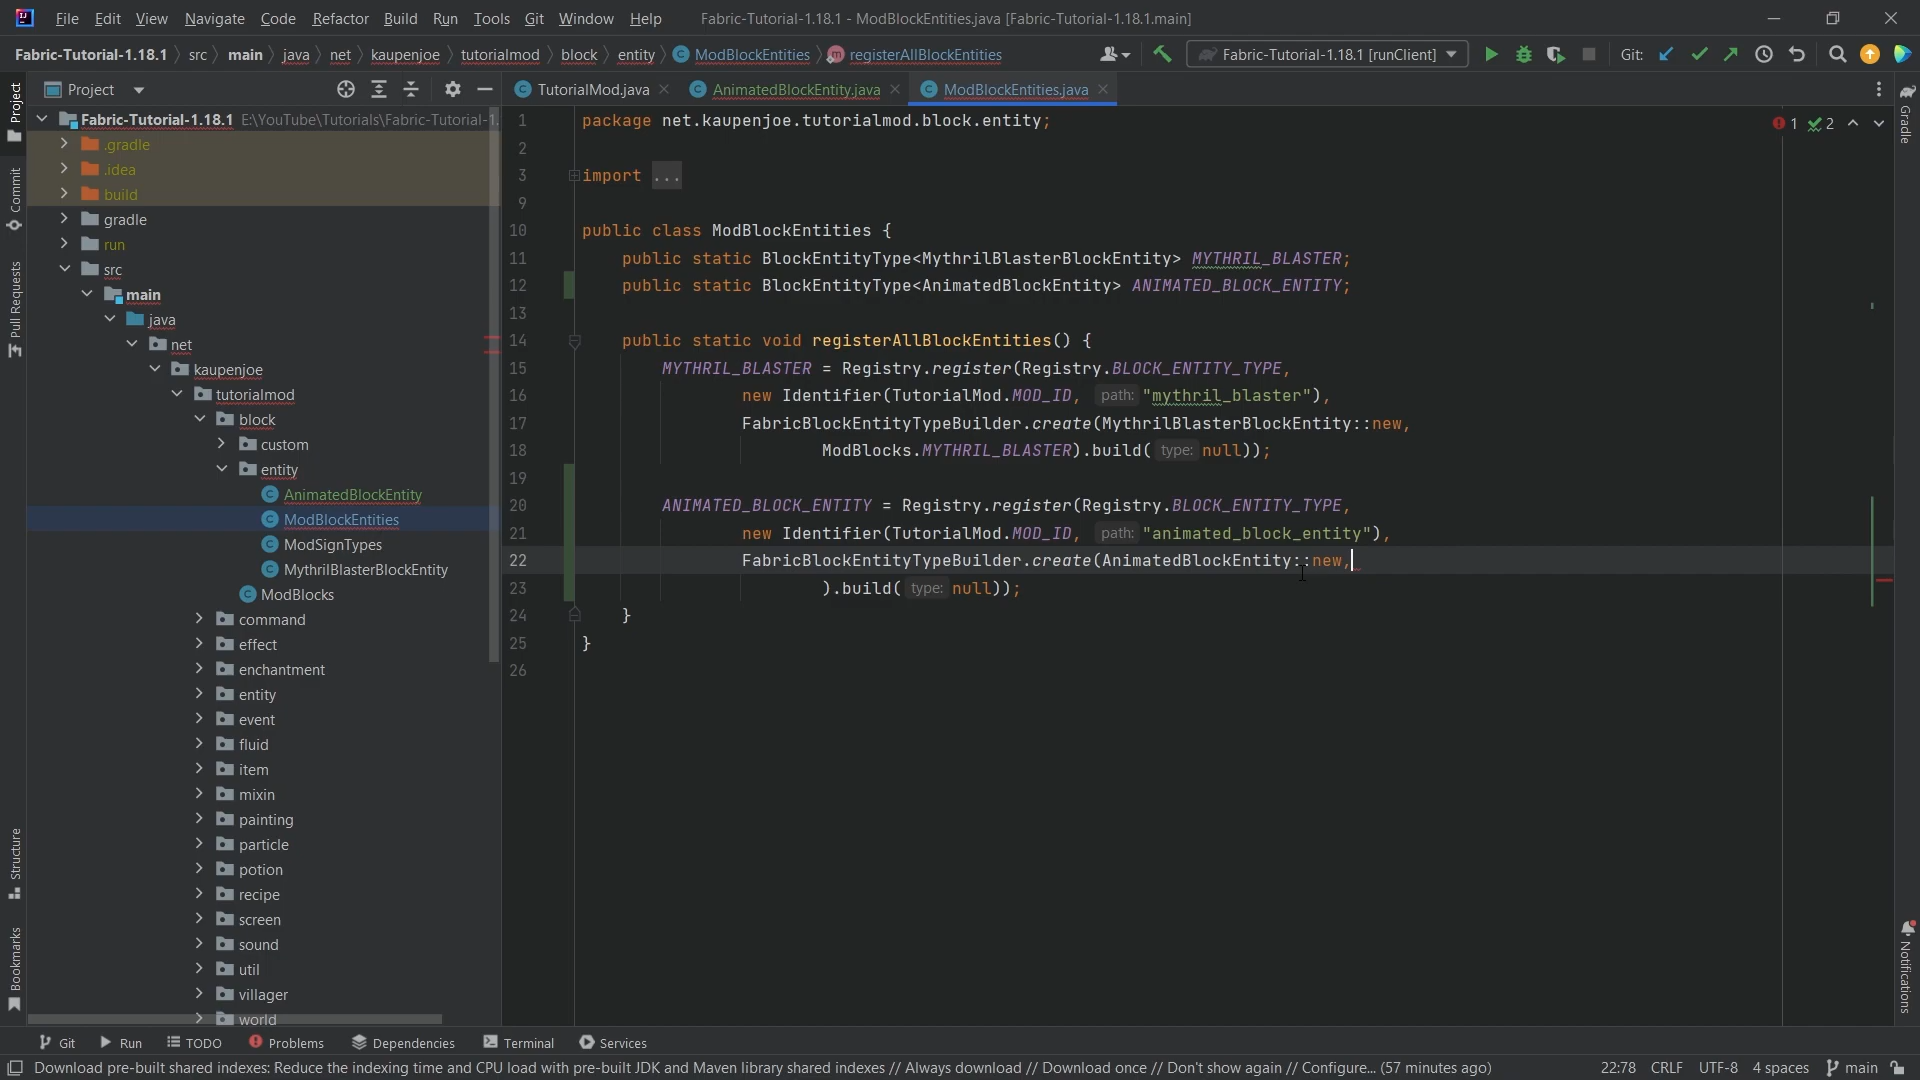 File Edit View Navigate Code Refactor Build Run Tools Git Window Help Fabric-Tutorial-1.18.1 - ModBlockEntities.java [Fabric-Tutorial-1.18.1.main]
Fabric-Tutorial-1.18.1 src main java net kaupenjoe tutorialmod block entity ModBlockEntities registerAllBlockEntities Fabric-Tutorial-1.18.1 [runClient] Git:
Project
TutorialMod.java AnimatedBlockEntity.java ModBlockEntities.java
Project
Commit
Pull Requests
Structure
Bookmarks
Fabric-Tutorial-1.18.1 E:\YouTube\Tutorials\Fabric-Tutorial-1.
.gradle
.idea
build
gradle
run
src
main
java
net
kaupenjoe
tutorialmod
block
custom
entity
AnimatedBlockEntity
ModBlockEntities
ModSignTypes
MythrilBlasterBlockEntity
ModBlocks
command
effect
enchantment
entity
event
fluid
item
mixin
painting
particle
potion
recipe
screen
sound
util
villager
world
1 package net.kaupenjoe.tutorialmod.block.entity;
2
3 import ...
9
10 public class ModBlockEntities {
11 public static BlockEntityType<MythrilBlasterBlockEntity> MYTHRIL_BLASTER;
12 public static BlockEntityType<AnimatedBlockEntity> ANIMATED_BLOCK_ENTITY;
13
14 public static void registerAllBlockEntities() {
15 MYTHRIL_BLASTER = Registry.register(Registry.BLOCK_ENTITY_TYPE,
16 new Identifier(TutorialMod.MOD_ID, path: "mythril_blaster"),
17 FabricBlockEntityTypeBuilder.create(MythrilBlasterBlockEntity::new,
18 ModBlocks.MYTHRIL_BLASTER).build( type: null));
19
20 ANIMATED_BLOCK_ENTITY = Registry.register(Registry.BLOCK_ENTITY_TYPE,
21 new Identifier(TutorialMod.MOD_ID, path: "animated_block_entity"),
22 FabricBlockEntityTypeBuilder.create(AnimatedBlockEntity::new,
23 ).build( type: null));
24 }
25 }
26
1 2
Gradle
Notifications
Git Run TODO Problems Dependencies Terminal Services
Download pre-built shared indexes: Reduce the indexing time and CPU load with pre-built JDK and Maven library shared indexes // Always download // Download once // Don't show again // Configure... (57 minutes ago) 22:78 CRLF UTF-8 4 spaces main